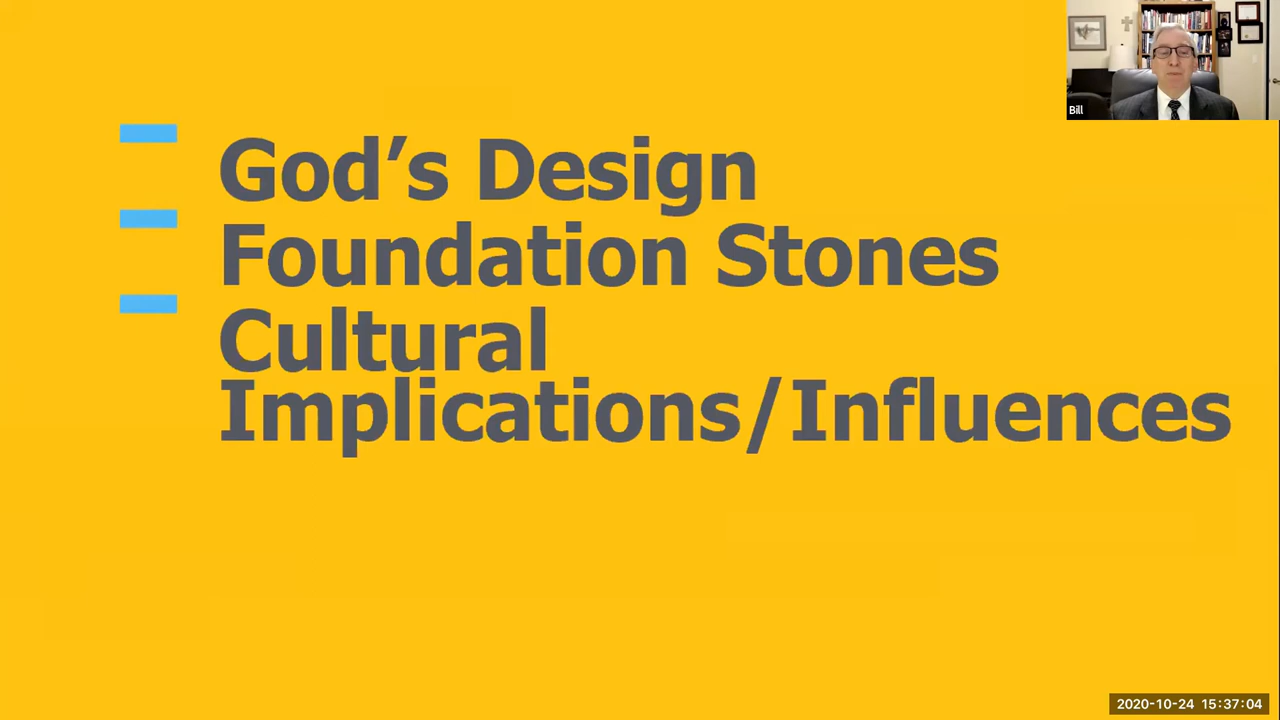 Bill
God’s Design
Foundation Stones
Cultural
Implications/Influences
2020-10-24 15:37:04